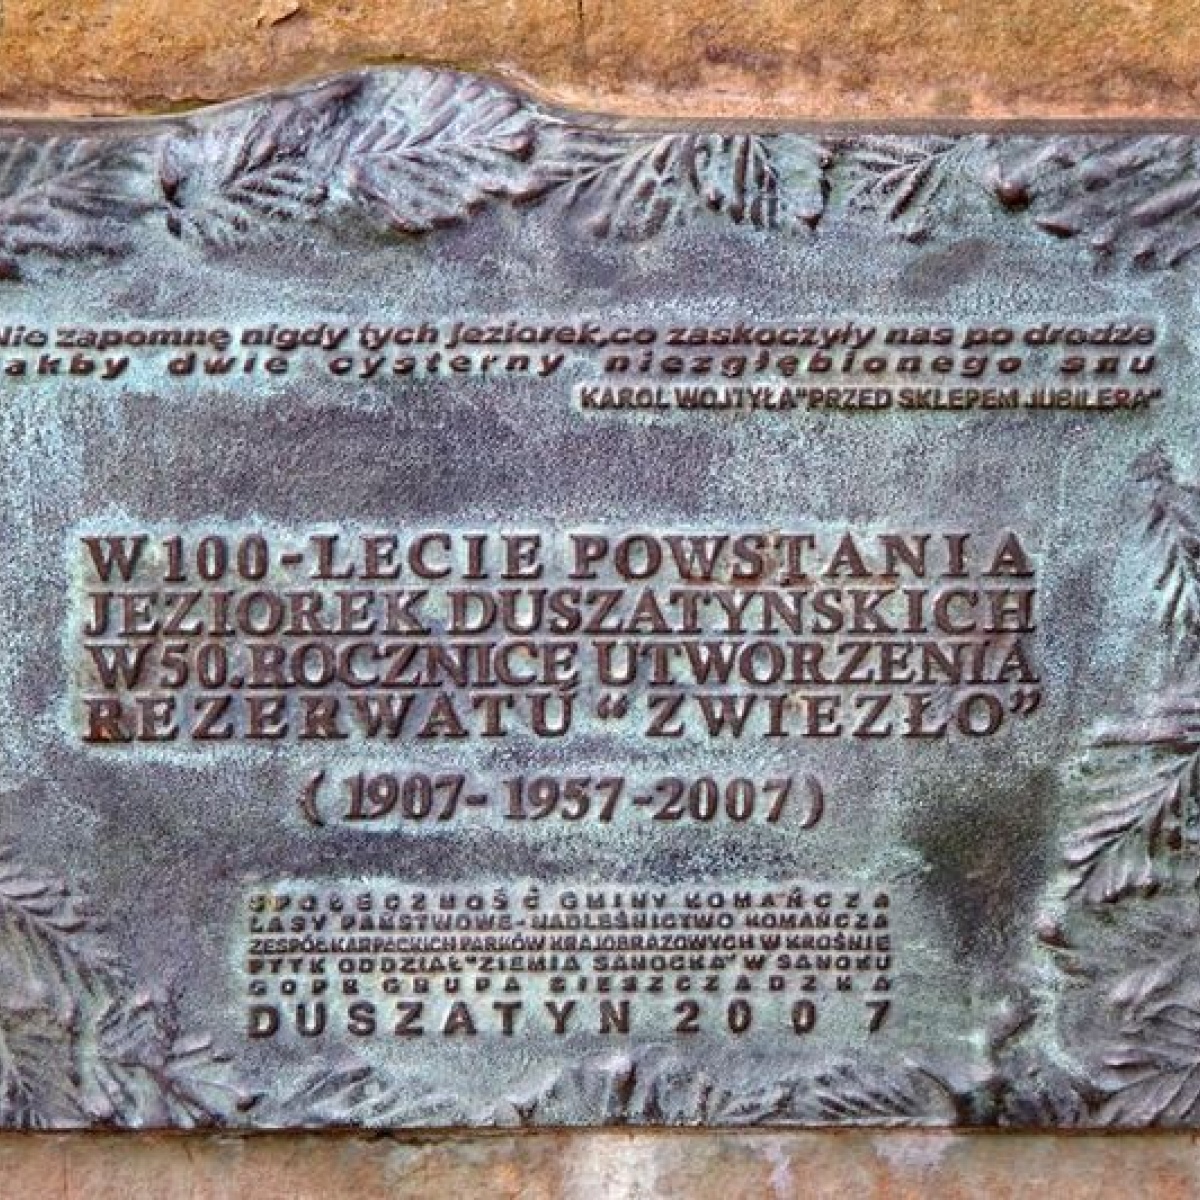 Nie zapomnę nigdy tych jeziorek,co zaskoczyły nas po drodze
akby dwie cysterny niezgłębionego snu
KAROL WOJTYŁA"PRZED SKLEPEM JUBILERA"
W 100-LECIE POWSTANIA
JEZIOREK DUSZATYŃSKICH
W 50.ROCZNICĘ UTWORZENIA
REZERWATU “ZWIEZŁO”
(1907-1957-2007)
SPOŁECZNOŚĆ GMINY KOMAŃCZA
LASY PAŃSTWOWE-NADLEŚNICTWO KOMAŃCZA
ZESPÓŁ KARPACKICH PARKÓW KRAJOBRAZOWYCH W KROŚNIE
PTTK ODDZIAŁ"ZIEMIA SANOCKA" W SANOKU
GOPR GRUPA BIESZCZADZKA
DUSZATYN 2007